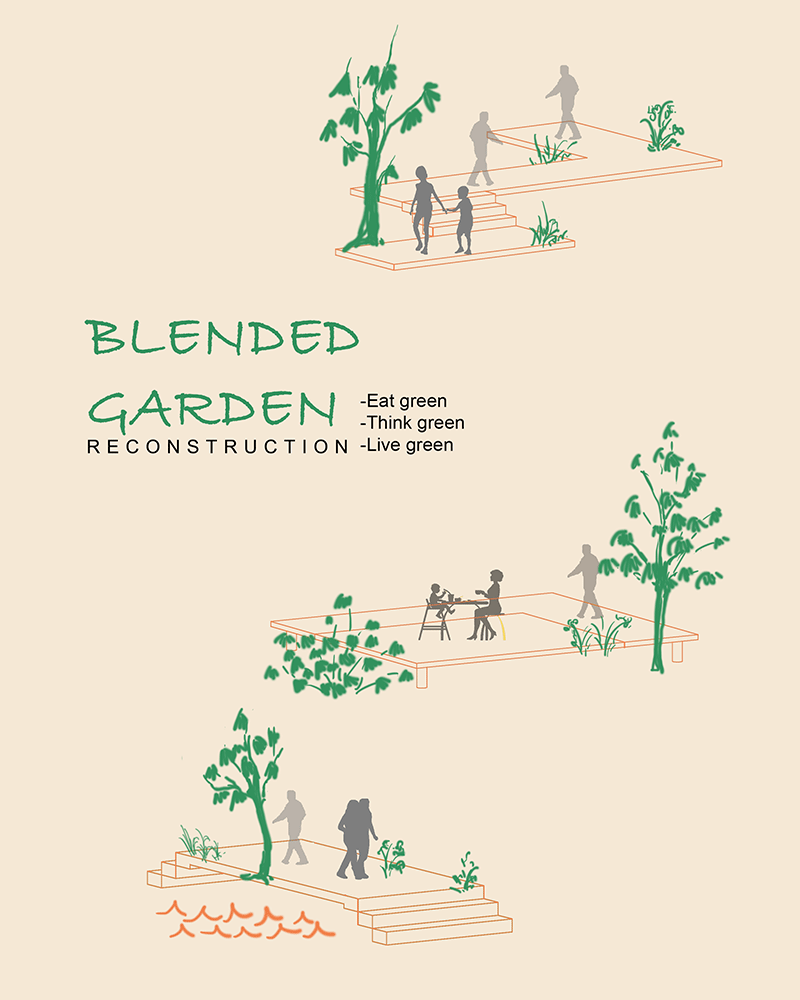 BLENDED
GARDEN
RECONSTRUCTION
-Eat green
-Think green
-Live green